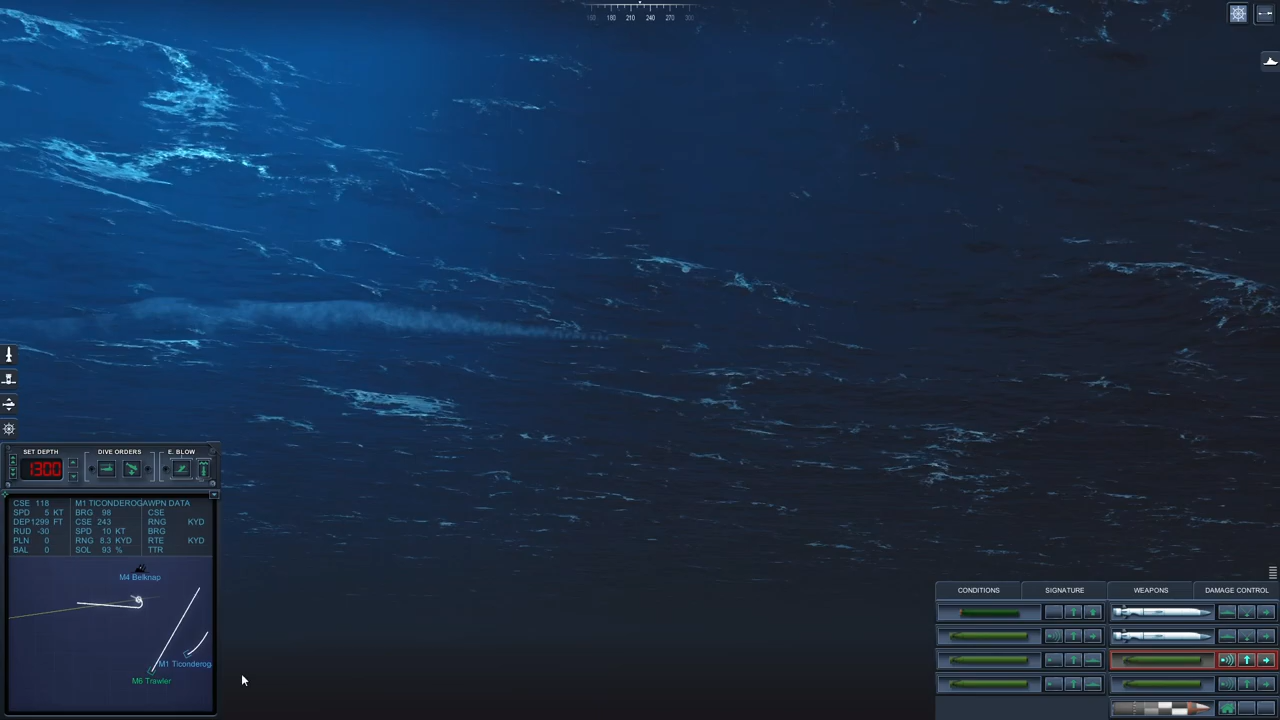 160 180 210 240 270 300
SET DEPTH DIVE ORDERS E. BLOW
1300
CSE 118 M1 TICONDEROGA WPN DATA
SPD 5 KT BRG 98 CSE
DEP 1299 FT CSE 243 RNG KYD
RUD -30 SPD 10 KT BRG
PLN 0 RNG 8.3 KYD RTE KYD
BAL 0 SOL 93 % TTR
M4 Belknap
M1 Ticonderog
M6 Trawler
CONDITIONS SIGNATURE WEAPONS DAMAGE CONTROL